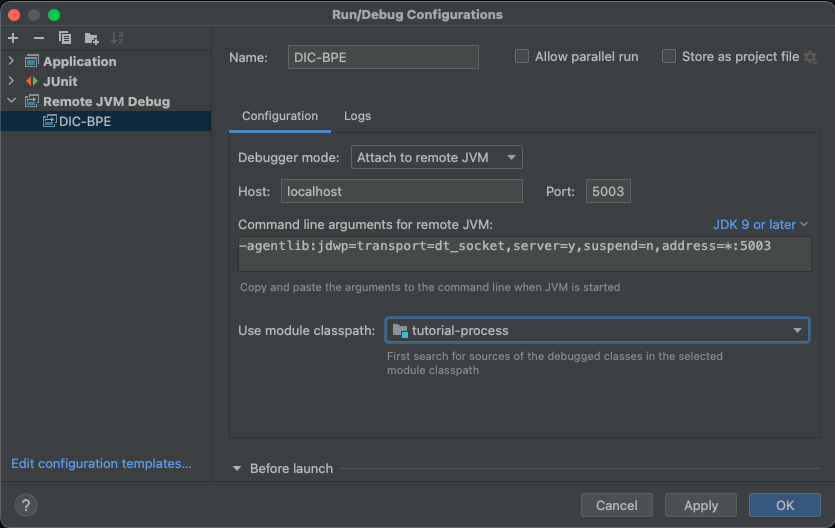 Run/Debug Configurations
Application
JUnit
Remote JVM Debug
DIC-BPE
Edit configuration templates...
Name: DIC-BPE Allow parallel run Store as project file
Configuration Logs
Debugger mode: Attach to remote JVM
Host: localhost Port: 5003
Command line arguments for remote JVM: JDK 9 or later
-agentlib:jdwp=transport=dt_socket,server=y,suspend=n,address=*:5003
Copy and paste the arguments to the command line when JVM is started
Use module classpath: tutorial-process
First search for sources of the debugged classes in the selected
module classpath
Before launch
? Cancel Apply OK